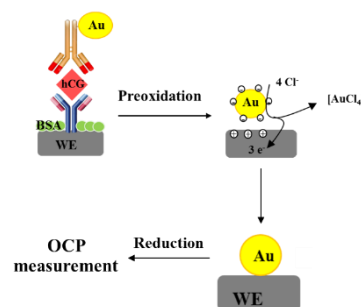 Au
hCG
BSA
WE
Preoxidation
Au
4 Cl⁻
[AuCl₄
3 e⁻
Au
WE
Reduction
OCP
measurement